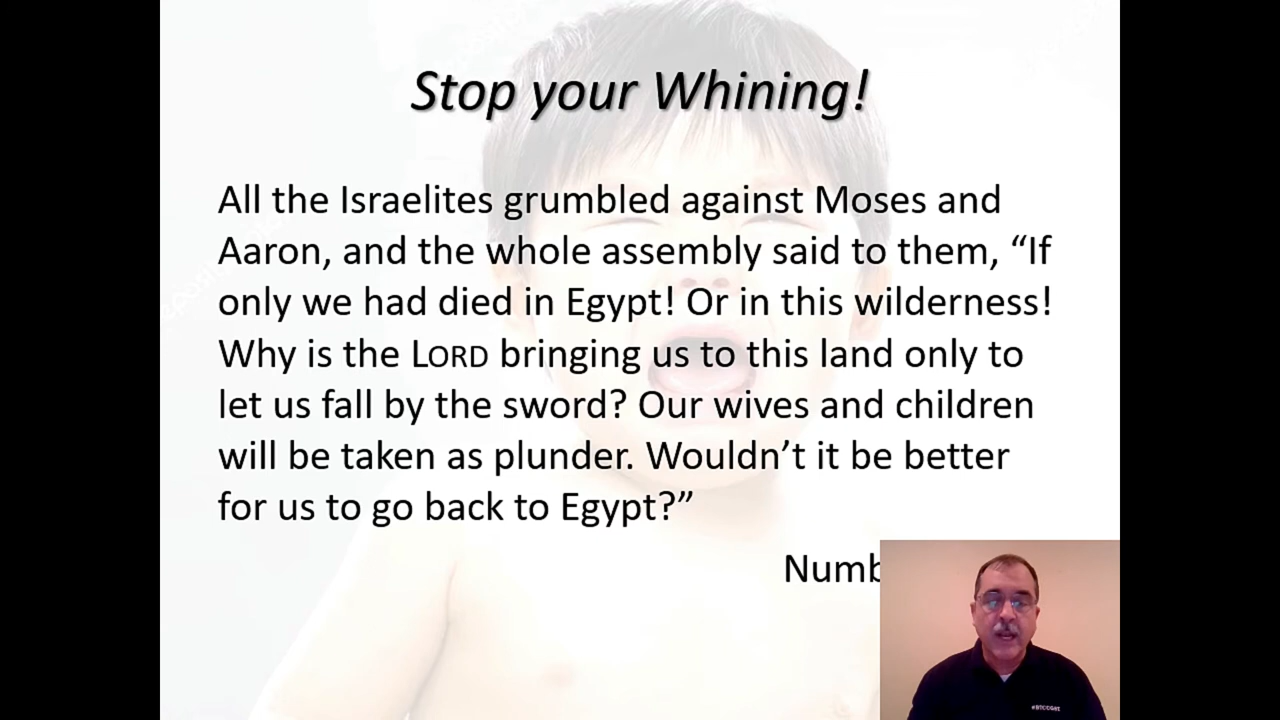 Stop your Whining!
All the Israelites grumbled against Moses and
Aaron, and the whole assembly said to them, “If
only we had died in Egypt! Or in this wilderness!
Why is the LORD bringing us to this land only to
let us fall by the sword? Our wives and children
will be taken as plunder. Wouldn’t it be better
for us to go back to Egypt?”
Numb